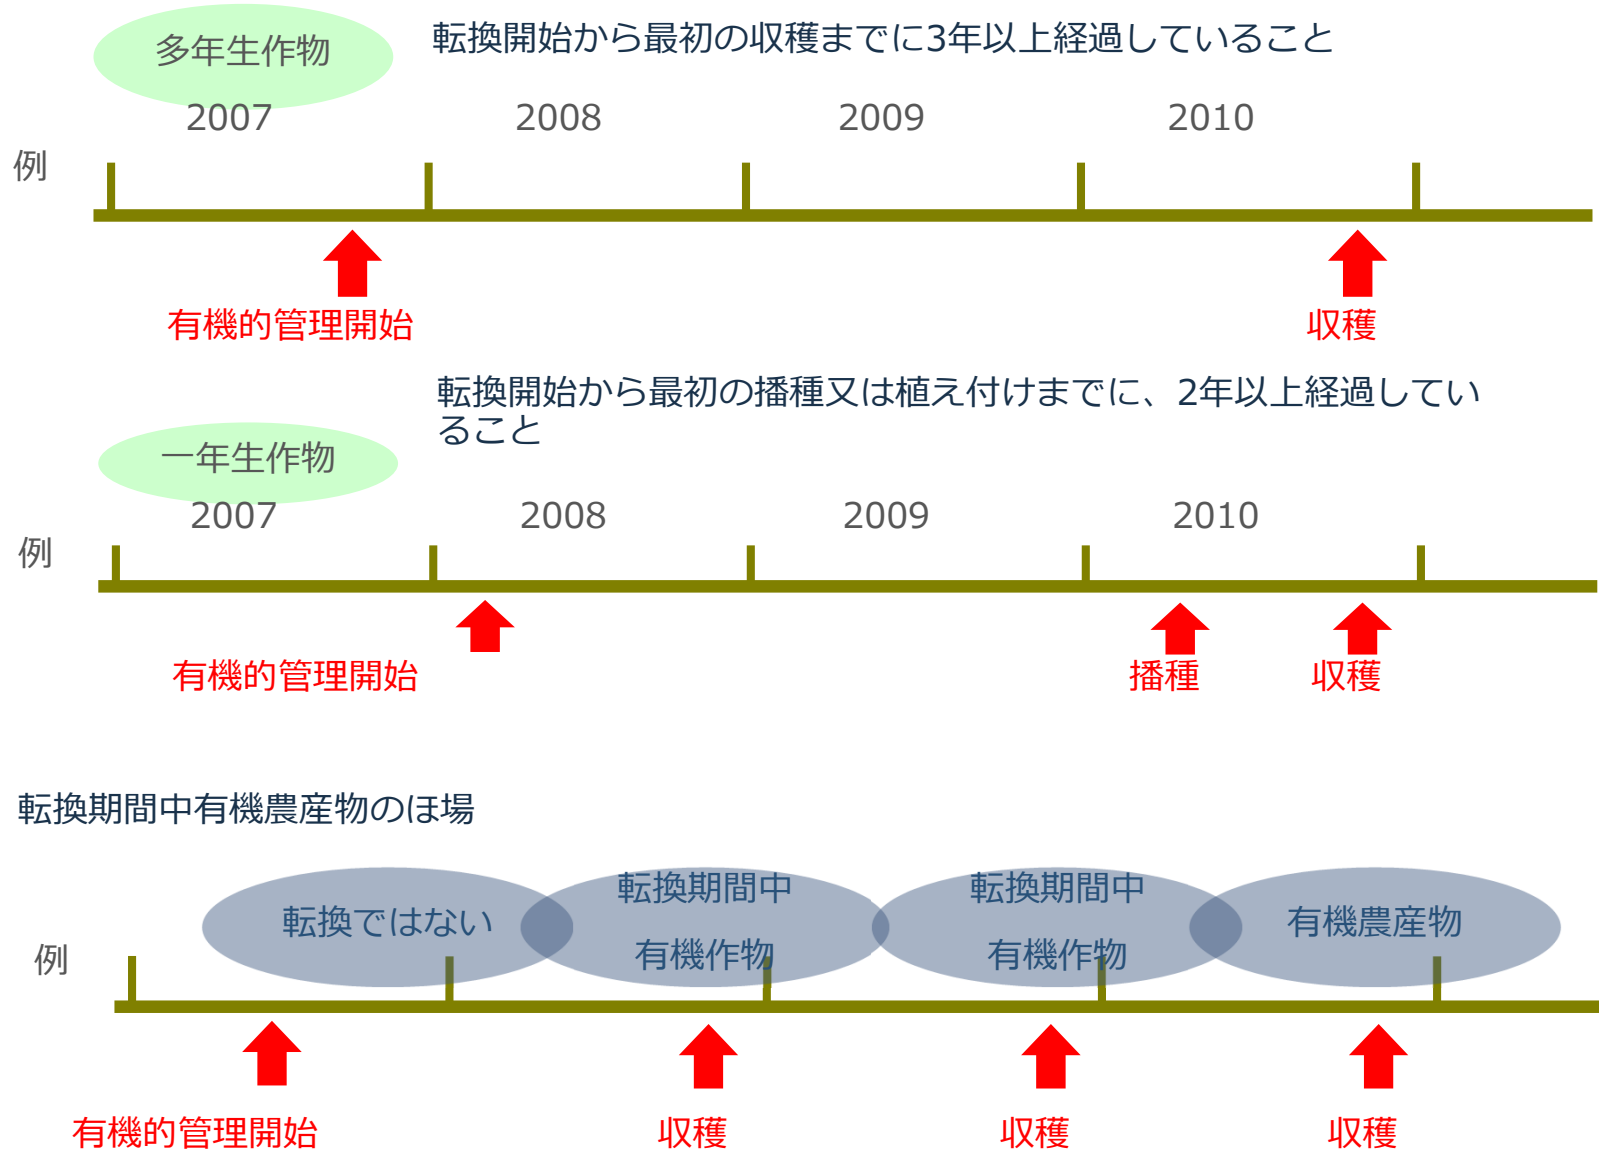 多年生作物
転換開始から最初の収穫までに3年以上経過していること
2007 2008 2009 2010
例
有機的管理開始 収穫
転換開始から最初の播種又は植え付けまでに、2年以上経過してい
ること
一年生作物
2007 2008 2009 2010
例
有機的管理開始 播種 収穫
転換期間中有機農産物のほ場
転換ではない
転換期間中
有機作物
転換期間中
有機作物
有機農産物
例
有機的管理開始 収穫 収穫 収穫